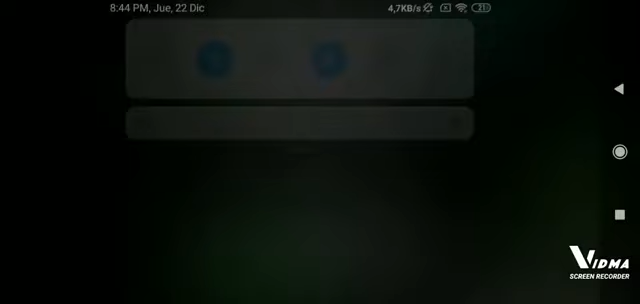 8:44 PM, Jue, 22 Dic
4,7KB/s
21
VIDMA
SCREEN RECORDER